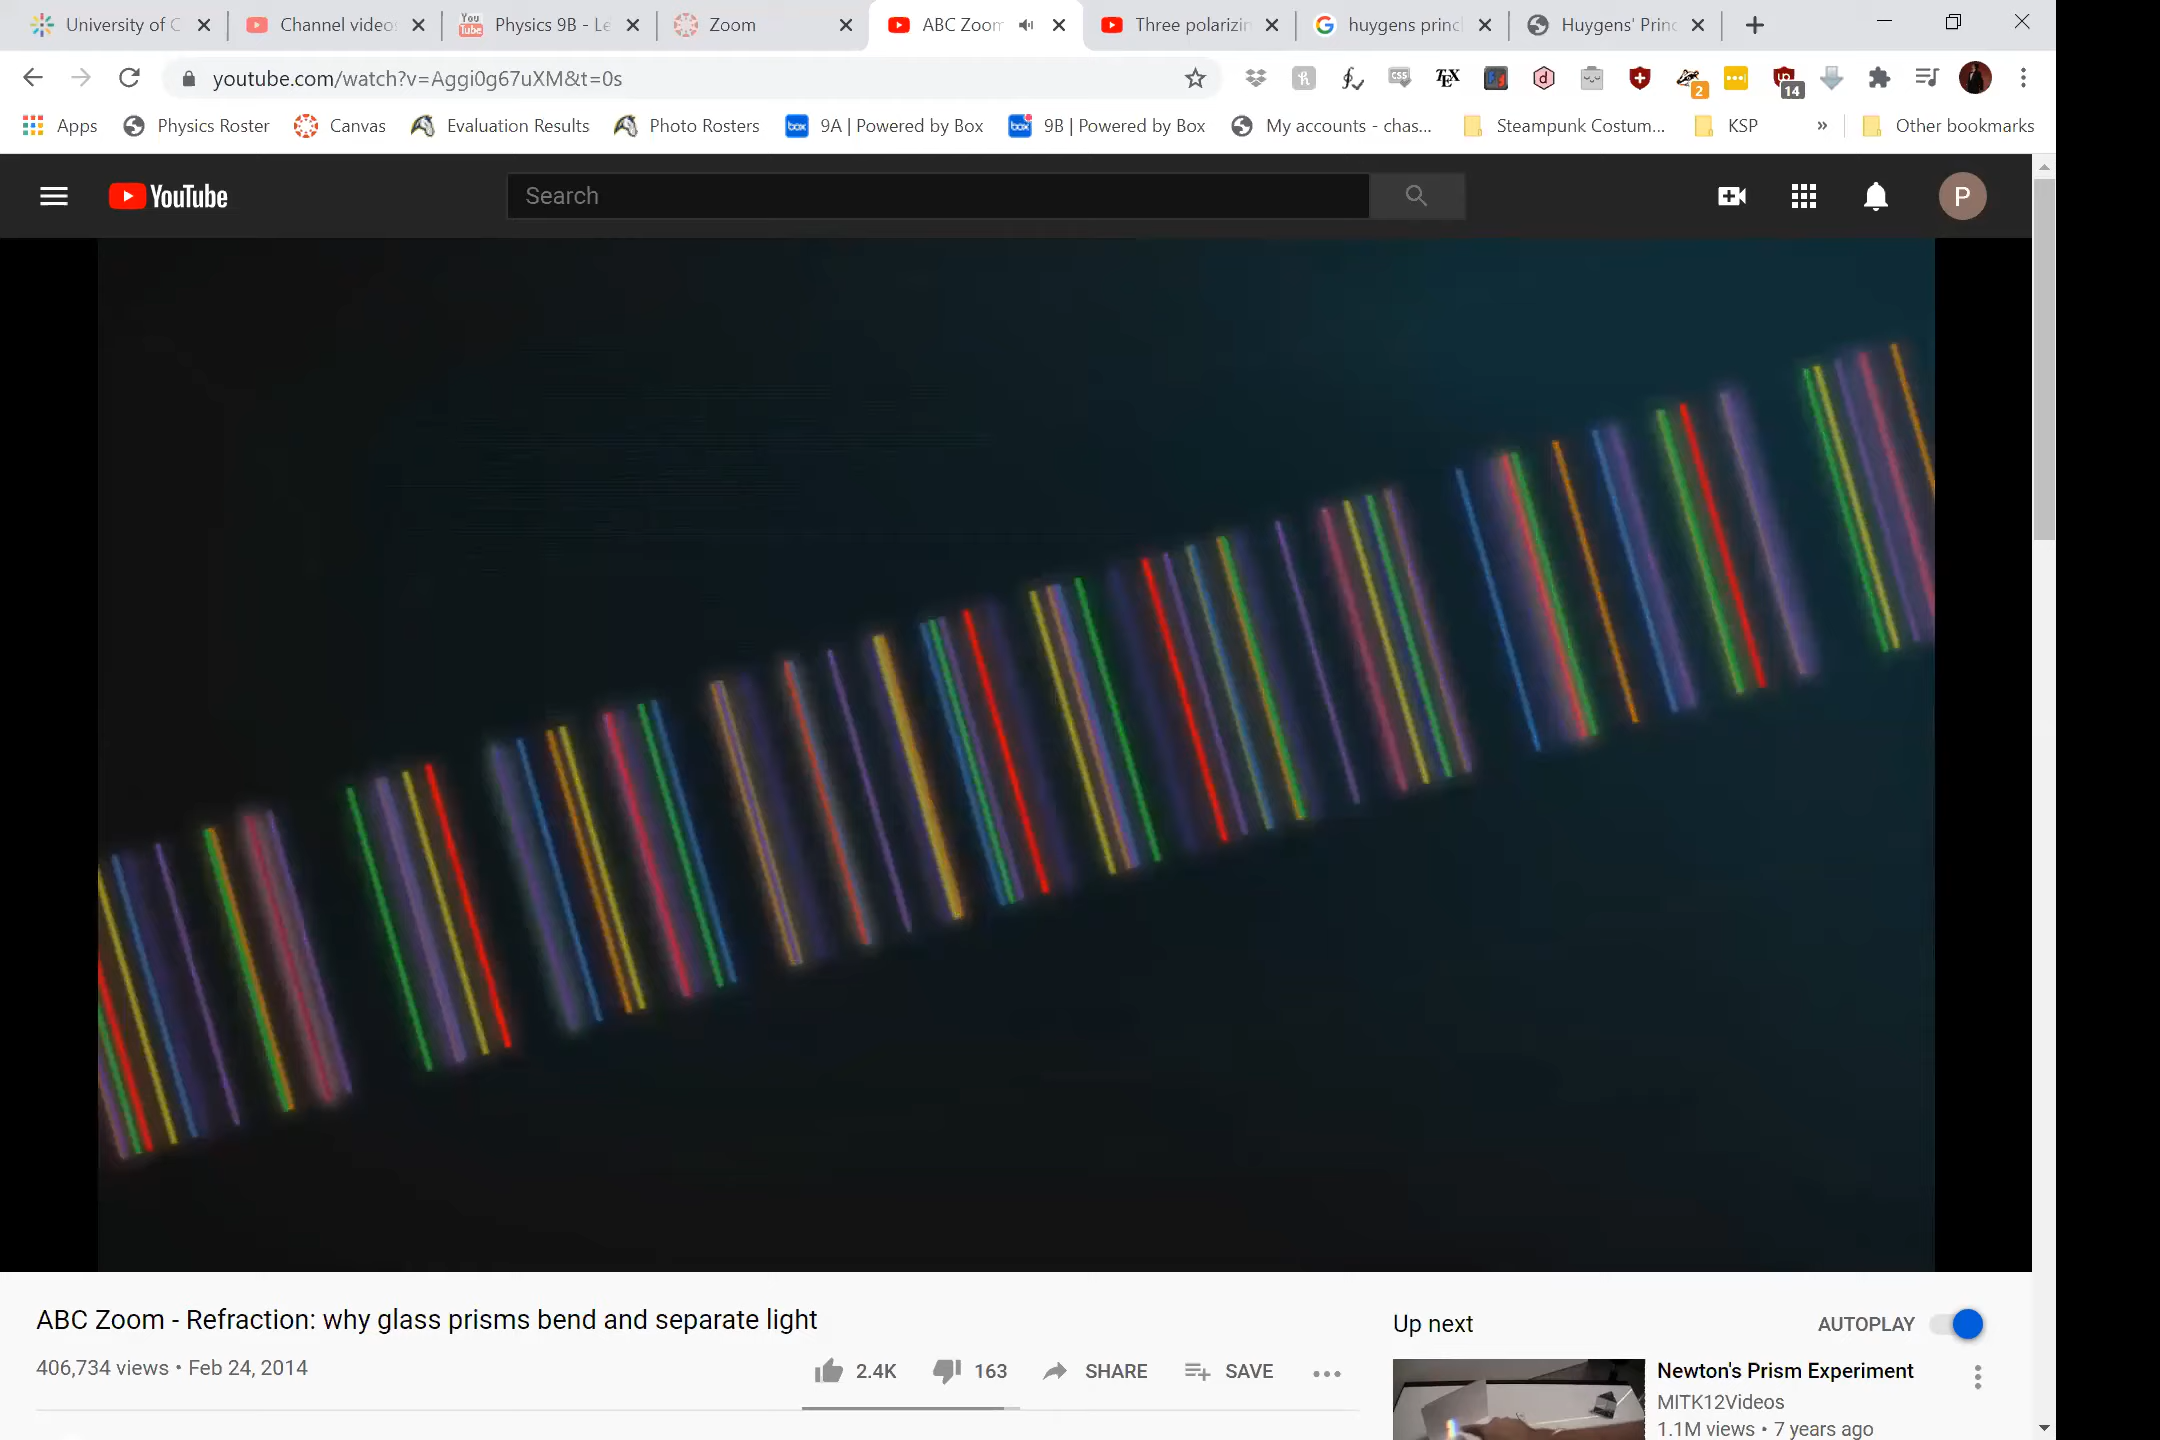 University of C
Channel videos
Physics 9B - Le
Zoom
ABC Zoom
Three polarizin
huygens princi
Huygens' Princ
youtube.com/watch?v=Aggi0g67uXM&t=0s
2
14
Apps
Physics Roster
Canvas
Evaluation Results
Photo Rosters
9A | Powered by Box
9B | Powered by Box
My accounts - chas...
Steampunk Costum...
KSP
»
Other bookmarks
YouTube
Search
P
ABC Zoom - Refraction: why glass prisms bend and separate light
406,734 views • Feb 24, 2014
2.4K
163
SHARE
SAVE
Up next
AUTOPLAY
Newton's Prism Experiment
MITK12Videos
1.1M views • 7 years ago